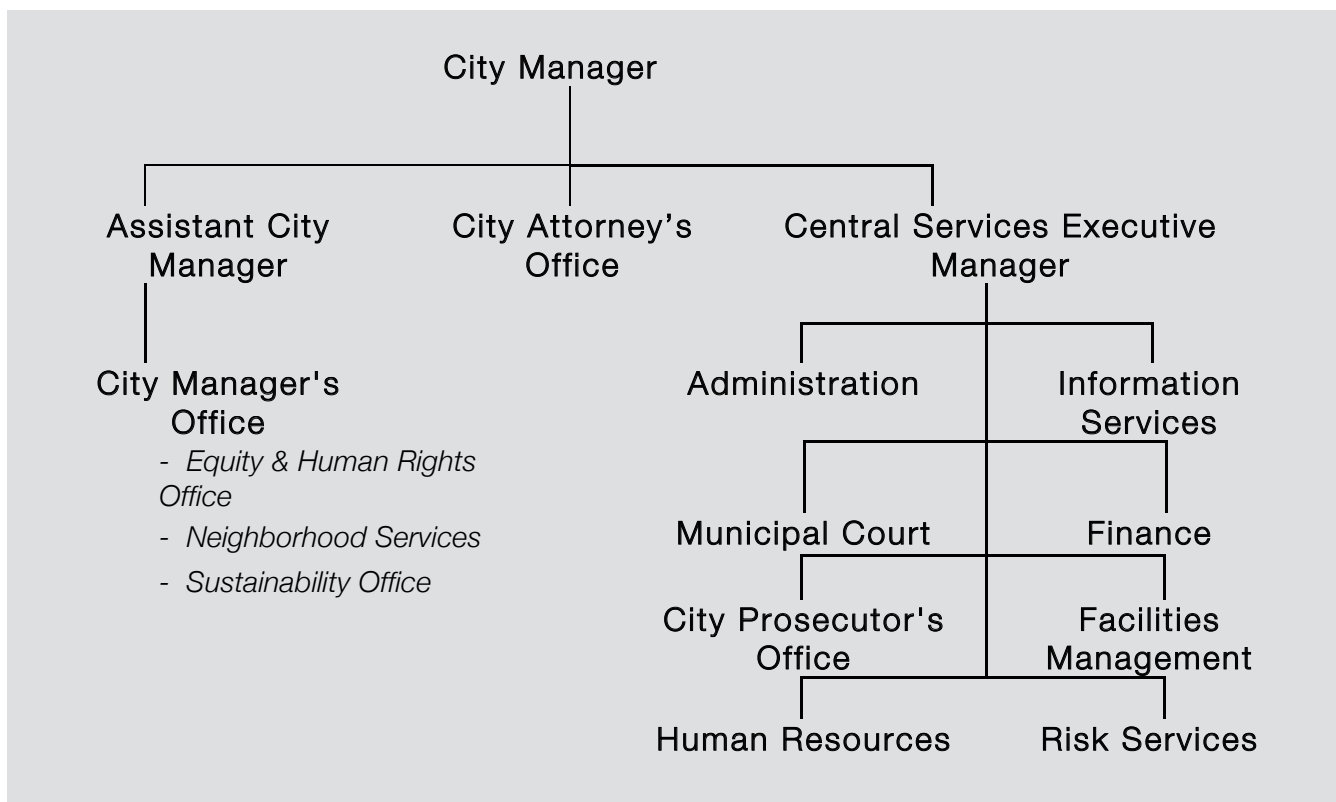 City Manager
Assistant City
Manager
City Attorney’s
Office
Central Services Executive
Manager
City Manager's
Office
- Equity & Human Rights
Office
- Neighborhood Services
- Sustainability Office
Administration
Information
Services
Municipal Court
Finance
City Prosecutor's
Office
Facilities
Management
Human Resources
Risk Services